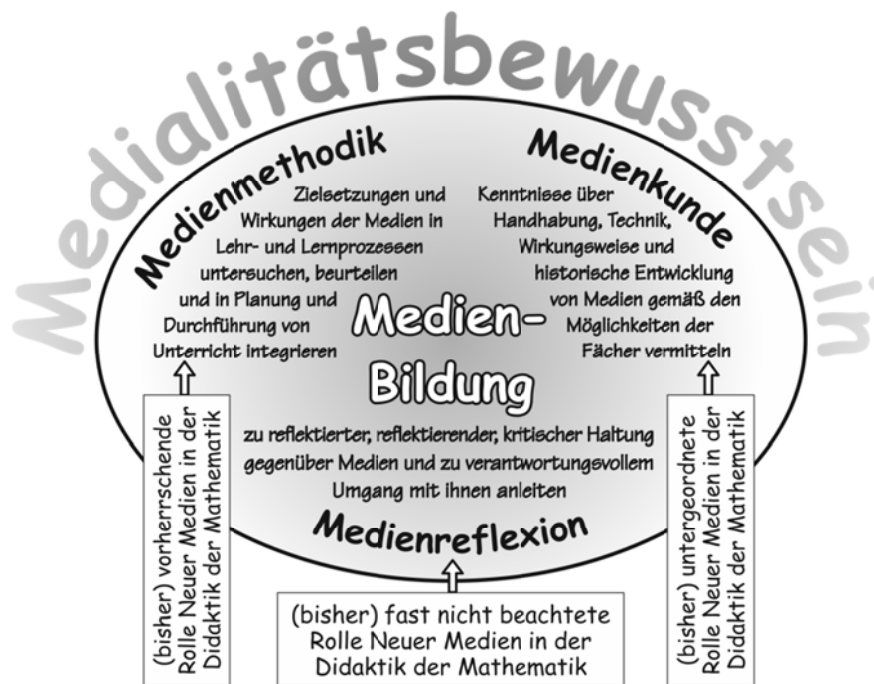 Medialitätsbewusstsein
Medienmethodik
Zielsetzungen und
Wirkungen der Medien in
Lehr- und Lernprozessen
untersuchen, beurteilen
und in Planung und
Durchführung von
Unterricht integrieren
Medienkunde
Kenntnisse über
Handhabung, Technik,
Wirkungsweise und
historische Entwicklung
von Medien gemäß den
Möglichkeiten der
Fächer vermitteln
Medien-
Bildung
zu reflektierter, reflektierender, kritischer Haltung
gegenüber Medien und zu verantwortungsvollem
Umgang mit ihnen anleiten
Medienreflexion
(bisher) vorherrschende
Rolle Neuer Medien in der
Didaktik der Mathematik
(bisher) fast nicht beachtete
Rolle Neuer Medien in der
Didaktik der Mathematik
(bisher) untergeordnete
Rolle Neuer Medien in der
Didaktik der Mathematik